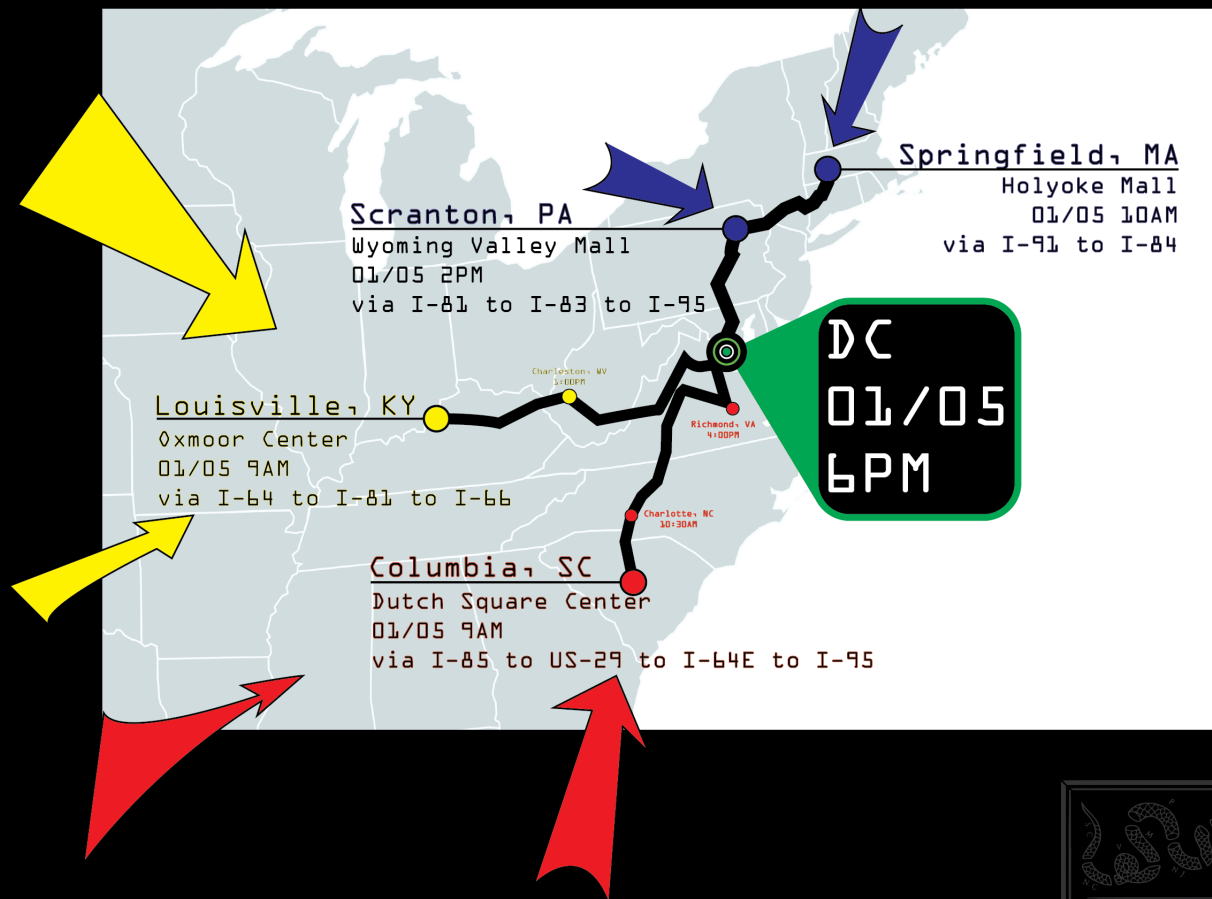 Springfield, MA
Holyoke Mall
01/05 10AM
via I-91 to I-84
Scranton, PA
Wyoming Valley Mall
01/05 2PM
via I-81 to I-83 to I-95
DC
01/05
6PM
Charleston, WV
1:00PM
Louisville, KY
Oxmoor Center
01/05 9AM
via I-64 to I-81 to I-66
Richmond, VA
4:00PM
Charlotte, NC
10:30AM
Columbia, SC
Dutch Square Center
01/05 9AM
via I-85 to US-29 to I-64E to I-95
V
M
NC
NJ